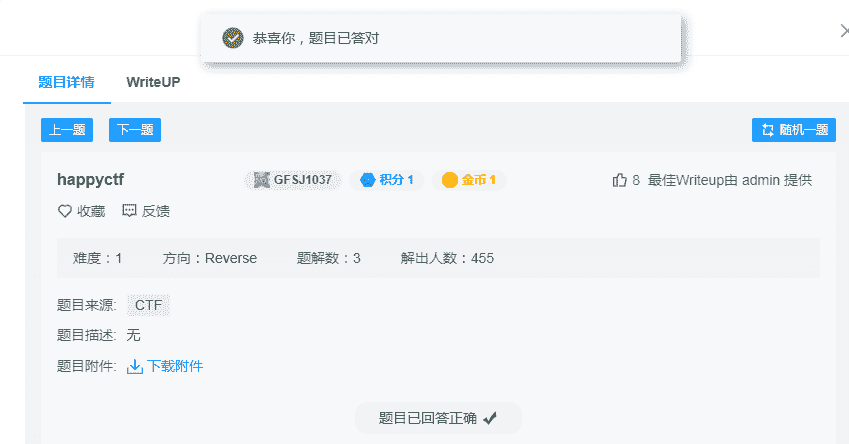 恭喜你，题目已答对
题目详情 WriteUP
上一题 下一题 随机一题
happyctf GFSJ1037 积分 1 金币 1 8 最佳Writeup由 admin 提供
收藏 反馈
难度：1 方向：Reverse 题解数：3 解出人数：455
题目来源: CTF
题目描述: 无
题目附件: 下载附件
题目已回答正确